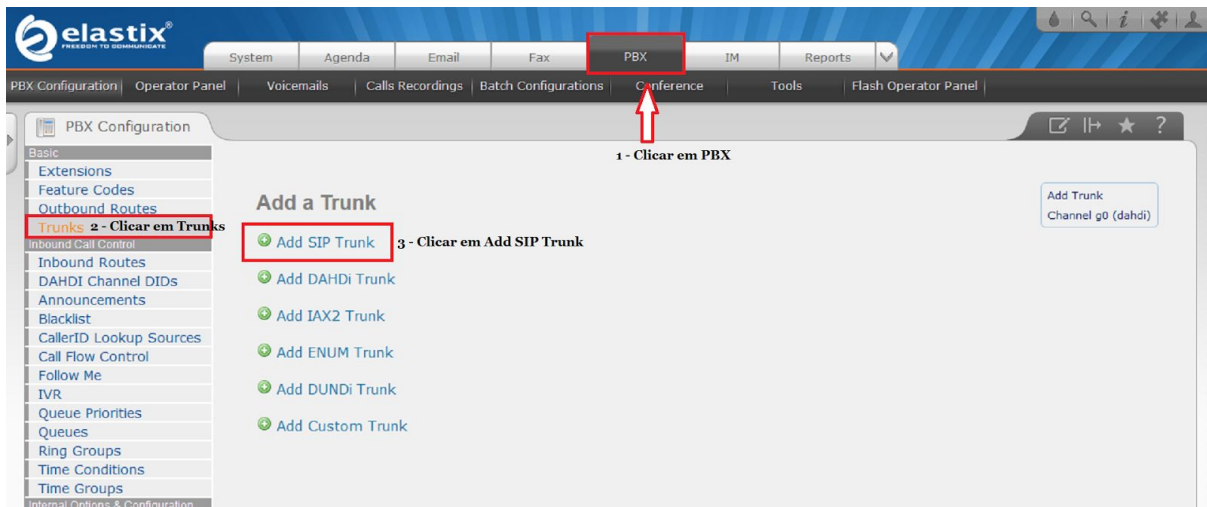 elastix®
FREEDOM TO COMMUNICATE
System Agenda Email Fax PBX IM Reports
PBX Configuration Operator Panel Voicemails Calls Recordings Batch Configurations Conference Tools Flash Operator Panel
PBX Configuration
1 - Clicar em PBX
Basic
Extensions
Feature Codes
Outbound Routes
Trunks 2 - Clicar em Trunks
Inbound Call Control
Inbound Routes
DAHDI Channel DIDs
Announcements
Blacklist
CallerID Lookup Sources
Call Flow Control
Follow Me
IVR
Queue Priorities
Queues
Ring Groups
Time Conditions
Time Groups
Internal Options & Configuration
Add a Trunk
Add SIP Trunk 3 - Clicar em Add SIP Trunk
Add DAHDi Trunk
Add IAX2 Trunk
Add ENUM Trunk
Add DUNDi Trunk
Add Custom Trunk
Add Trunk
Channel g0 (dahdi)